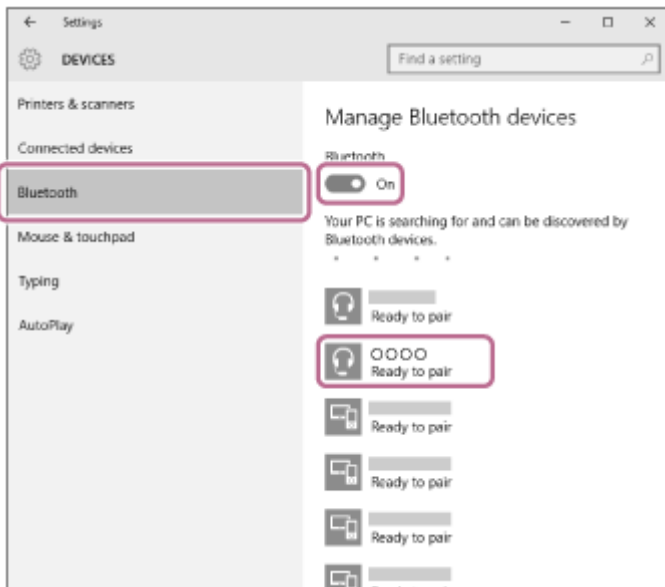 Settings
DEVICES
Find a setting
Printers & scanners
Connected devices
Bluetooth
Mouse & touchpad
Typing
AutoPlay
Manage Bluetooth devices
Bluetooth
On
Your PC is searching for and can be discovered by
Bluetooth devices.
Ready to pair
OOOO
Ready to pair
Ready to pair
Ready to pair
Ready to pair